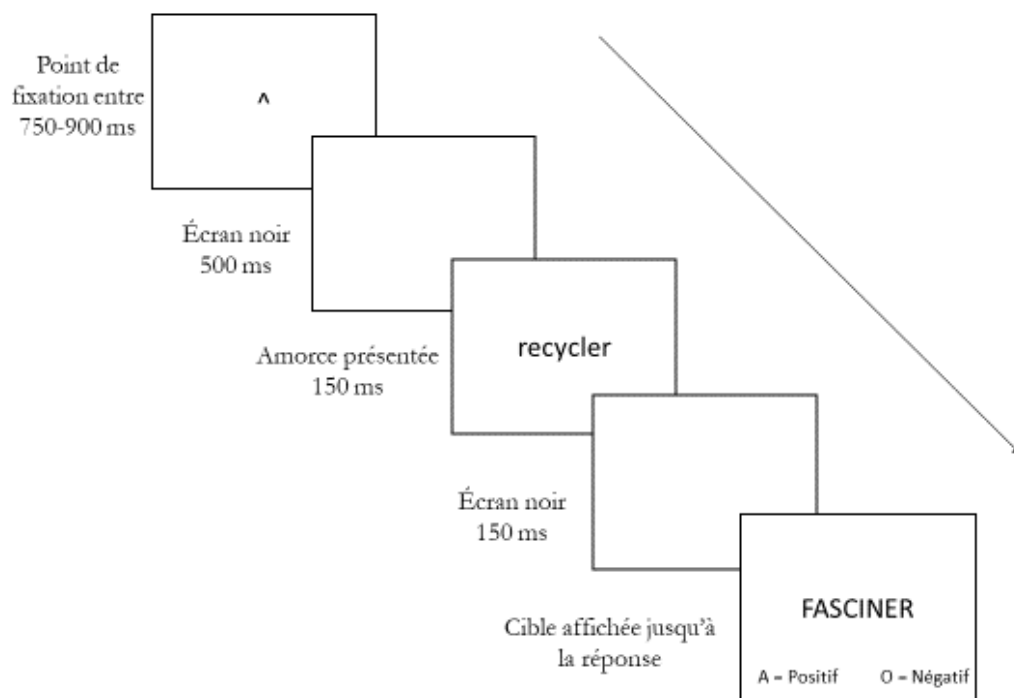 Point de
fixation entre
750-900 ms
^
Écran noir
500 ms
Amorce présentée
150 ms
recycler
Écran noir
150 ms
Cible affichée jusqu'à
la réponse
FASCINER
A = Positif O = Négatif